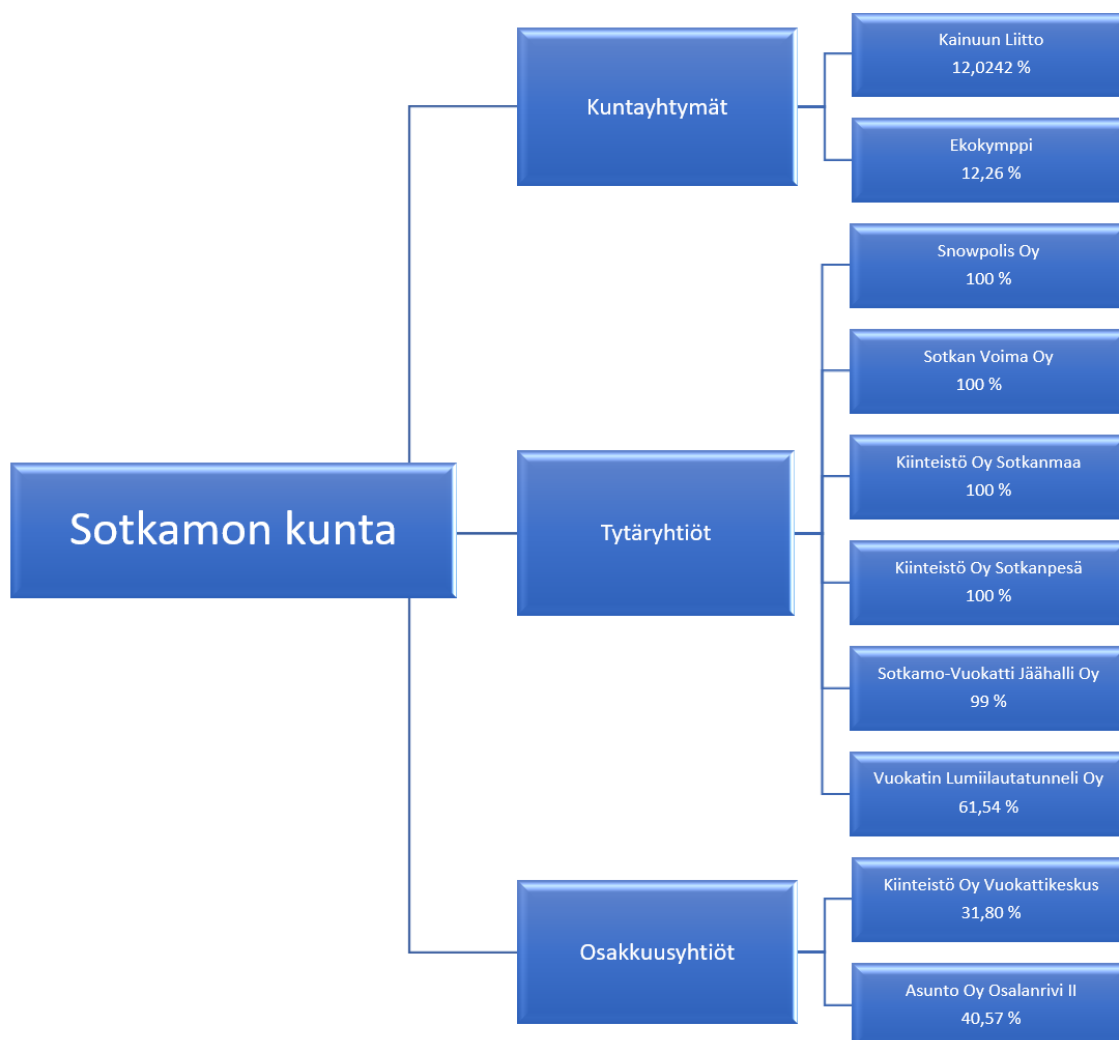 Sotkamon kunta
Kuntayhtymät
Kainuun Liitto
12,0242 %
Ekokymppi
12,26 %
Tytäryhtiöt
Snowpolis Oy
100 %
Sotkan Voima Oy
100 %
Kiinteistö Oy Sotkanmaa
100 %
Kiinteistö Oy Sotkanpesä
100 %
Sotkamo-Vuokatti Jäähalli Oy
99 %
Vuokatin Lumiilautatunneli Oy
61,54 %
Osakkuusyhtiöt
Kiinteistö Oy Vuokattikeskus
31,80 %
Asunto Oy Osalanrivi II
40,57 %